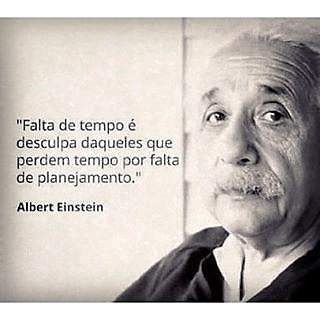 "Falta de tempo é
desculpa daqueles que
perdem tempo por falta
de planejamento."
Albert Einstein